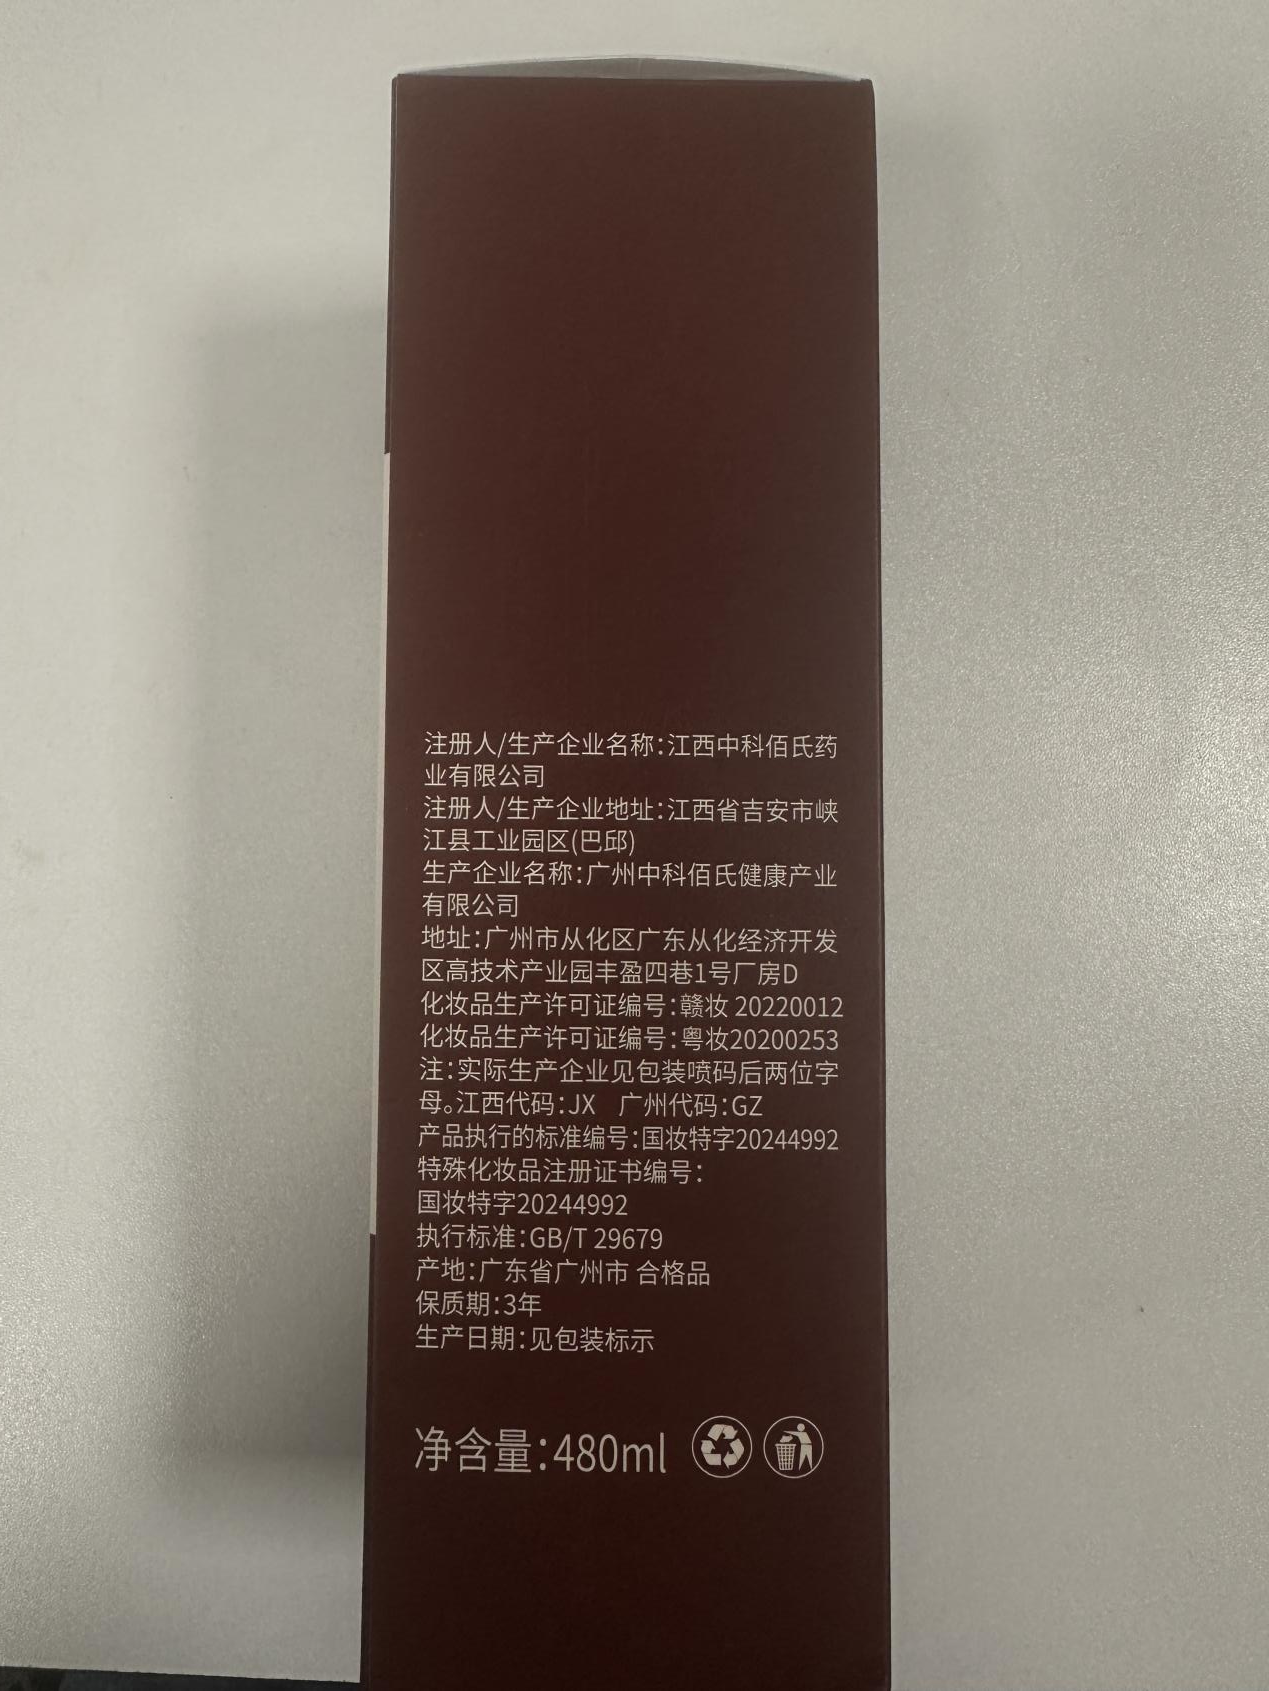 注册人/生产企业名称:江西中科佰氏药
业有限公司
注册人/生产企业地址:江西省吉安市峡
江县工业园区(巴邱)
生产企业名称:广州中科佰氏健康产业
有限公司
地址:广州市从化区广东从化经济开发
区高技术产业园丰盈四巷1号厂房D
化妆品生产许可证编号:赣妆 20220012
化妆品生产许可证编号:粤妆20200253
注:实际生产企业见包装喷码后两位字
母。江西代码:JX 广州代码:GZ
产品执行的标准编号:国妆特字20244992
特殊化妆品注册证书编号:
国妆特字20244992
执行标准:GB/T 29679
产地:广东省广州市 合格品
保质期:3年
生产日期:见包装标示
净含量:480ml